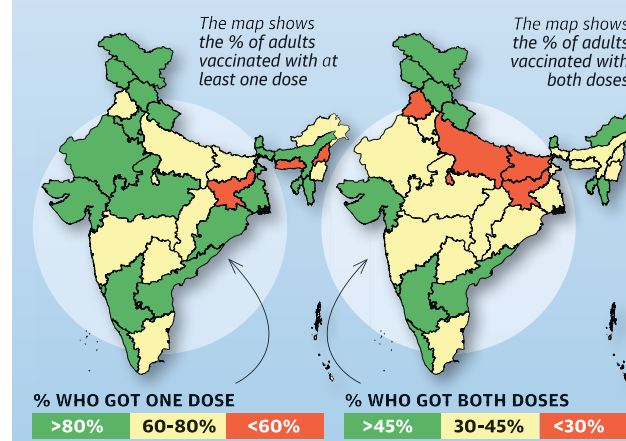 The map shows
the % of adults
vaccinated with at
least one dose
The map shows
the % of adults
vaccinated with
both doses
% WHO GOT ONE DOSE
>80% 60-80% <60%
% WHO GOT BOTH DOSES
>45% 30-45% <30%